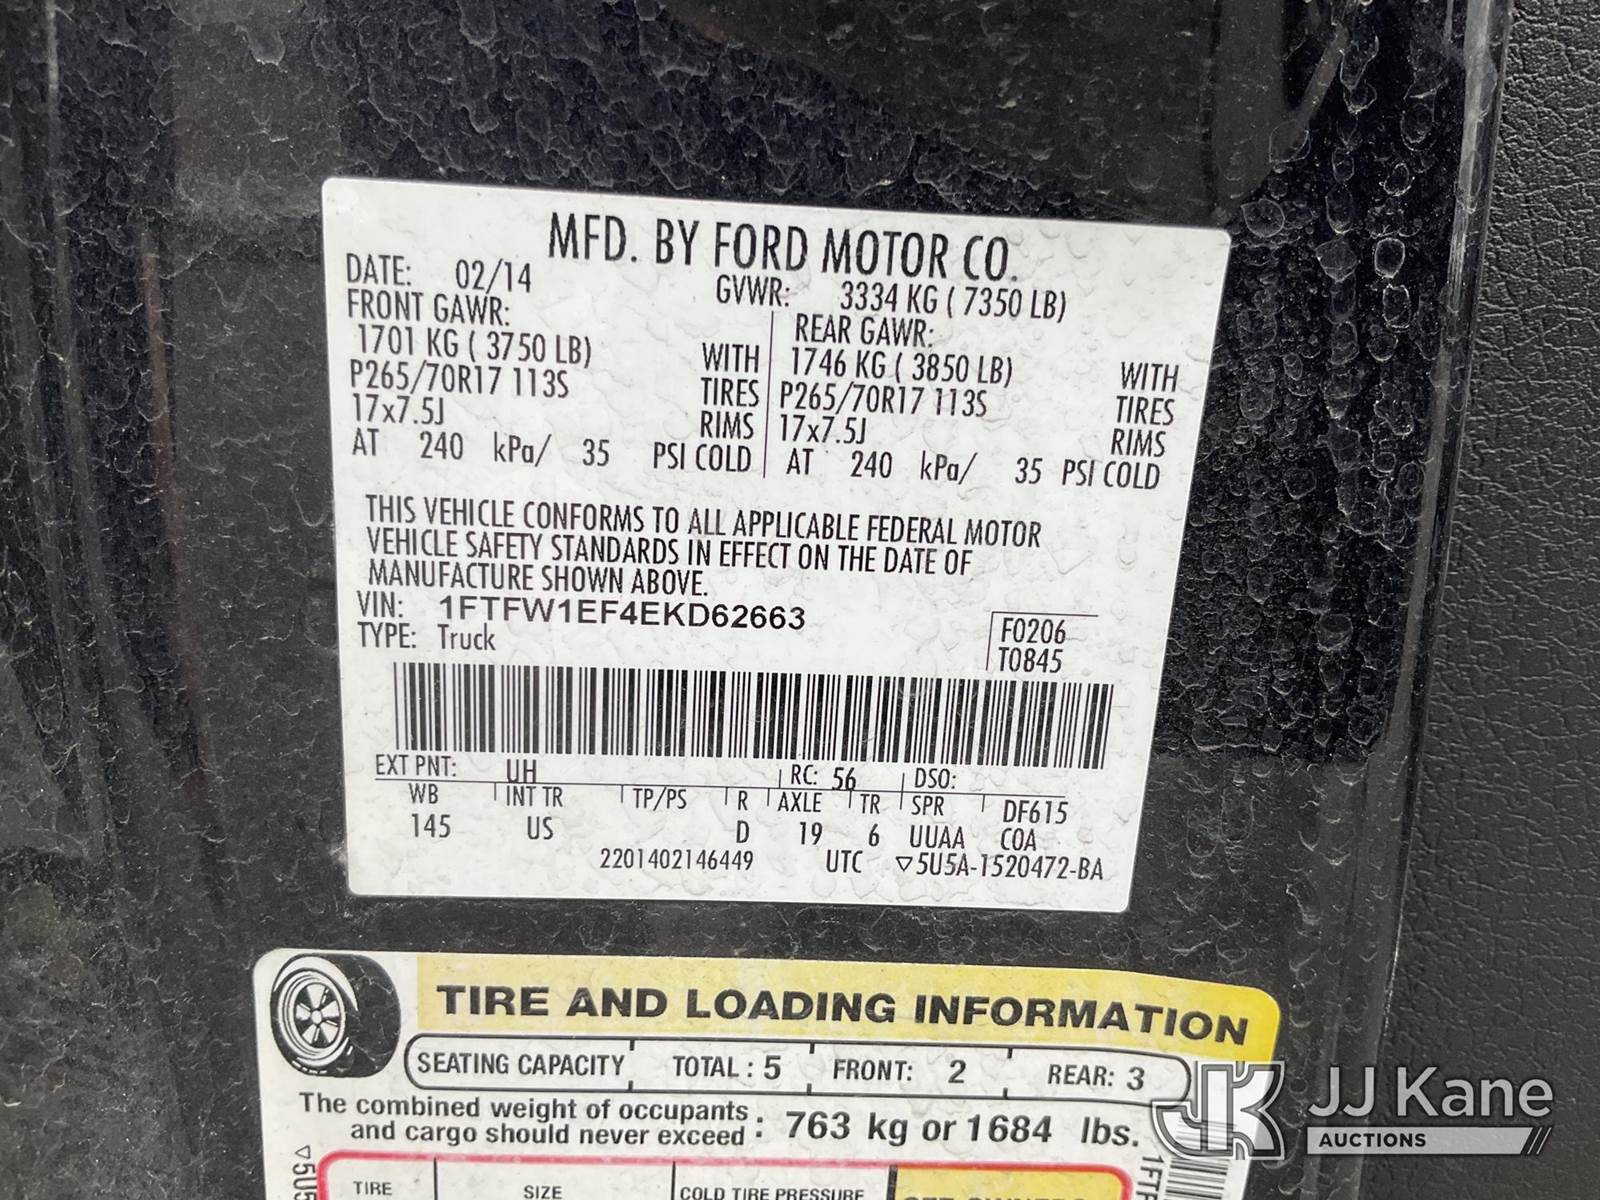 MFD. BY FORD MOTOR CO.
DATE: 02/14 GVWR: 3334 KG ( 7350 LB)
FRONT GAWR: REAR GAWR:
1701 KG ( 3750 LB) WITH 1746 KG ( 3850 LB) WITH
P265/70R17 113S TIRES P265/70R17 113S TIRES
17x7.5J RIMS 17x7.5J RIMS
AT 240 kPa/ 35 PSI COLD AT 240 kPa/ 35 PSI COLD
THIS VEHICLE CONFORMS TO ALL APPLICABLE FEDERAL MOTOR
VEHICLE SAFETY STANDARDS IN EFFECT ON THE DATE OF
MANUFACTURE SHOWN ABOVE.
VIN: 1FTFW1EF4EKD62663
TYPE: Truck
F0206
T0845
EXT PNT: UH RC: 56 DSO:
WB INT TR TP/PS R AXLE TR SPR DF615
145 US D 19 6 UUAA COA
2201402146449 UTC ▽5U5A-1520472-BA
TIRE AND LOADING INFORMATION
SEATING CAPACITY TOTAL : 5 FRONT: 2 REAR: 3
The combined weight of occupants
and cargo should never exceed : 763 kg or 1684 lbs.
TIRE SIZE COLD TIRE PRESSURE
JJ Kane
AUCTIONS